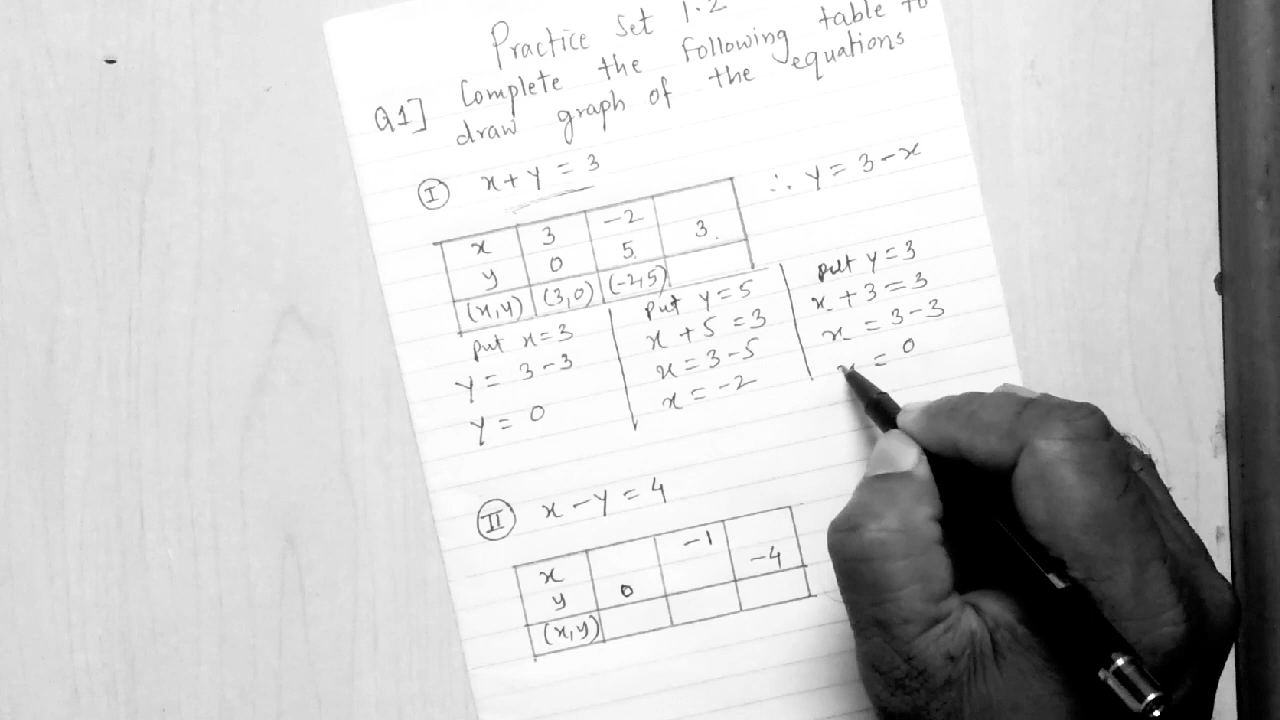 Practice Set 1.2
Q1] Complete the following table to
draw graph of the equations
I x + y = 3
∴ y = 3 - x
x 3 -2
y 0 5. 3.
(x,y) (3,0) (-2,5)
put x = 3
y = 3 - 3
y = 0
put y = 5
x + 5 = 3
x = 3 - 5
x = -2
put y = 3
x + 3 = 3
x = 3 - 3
x = 0
II x - y = 4
x -1
y 0 -4
(x,y)